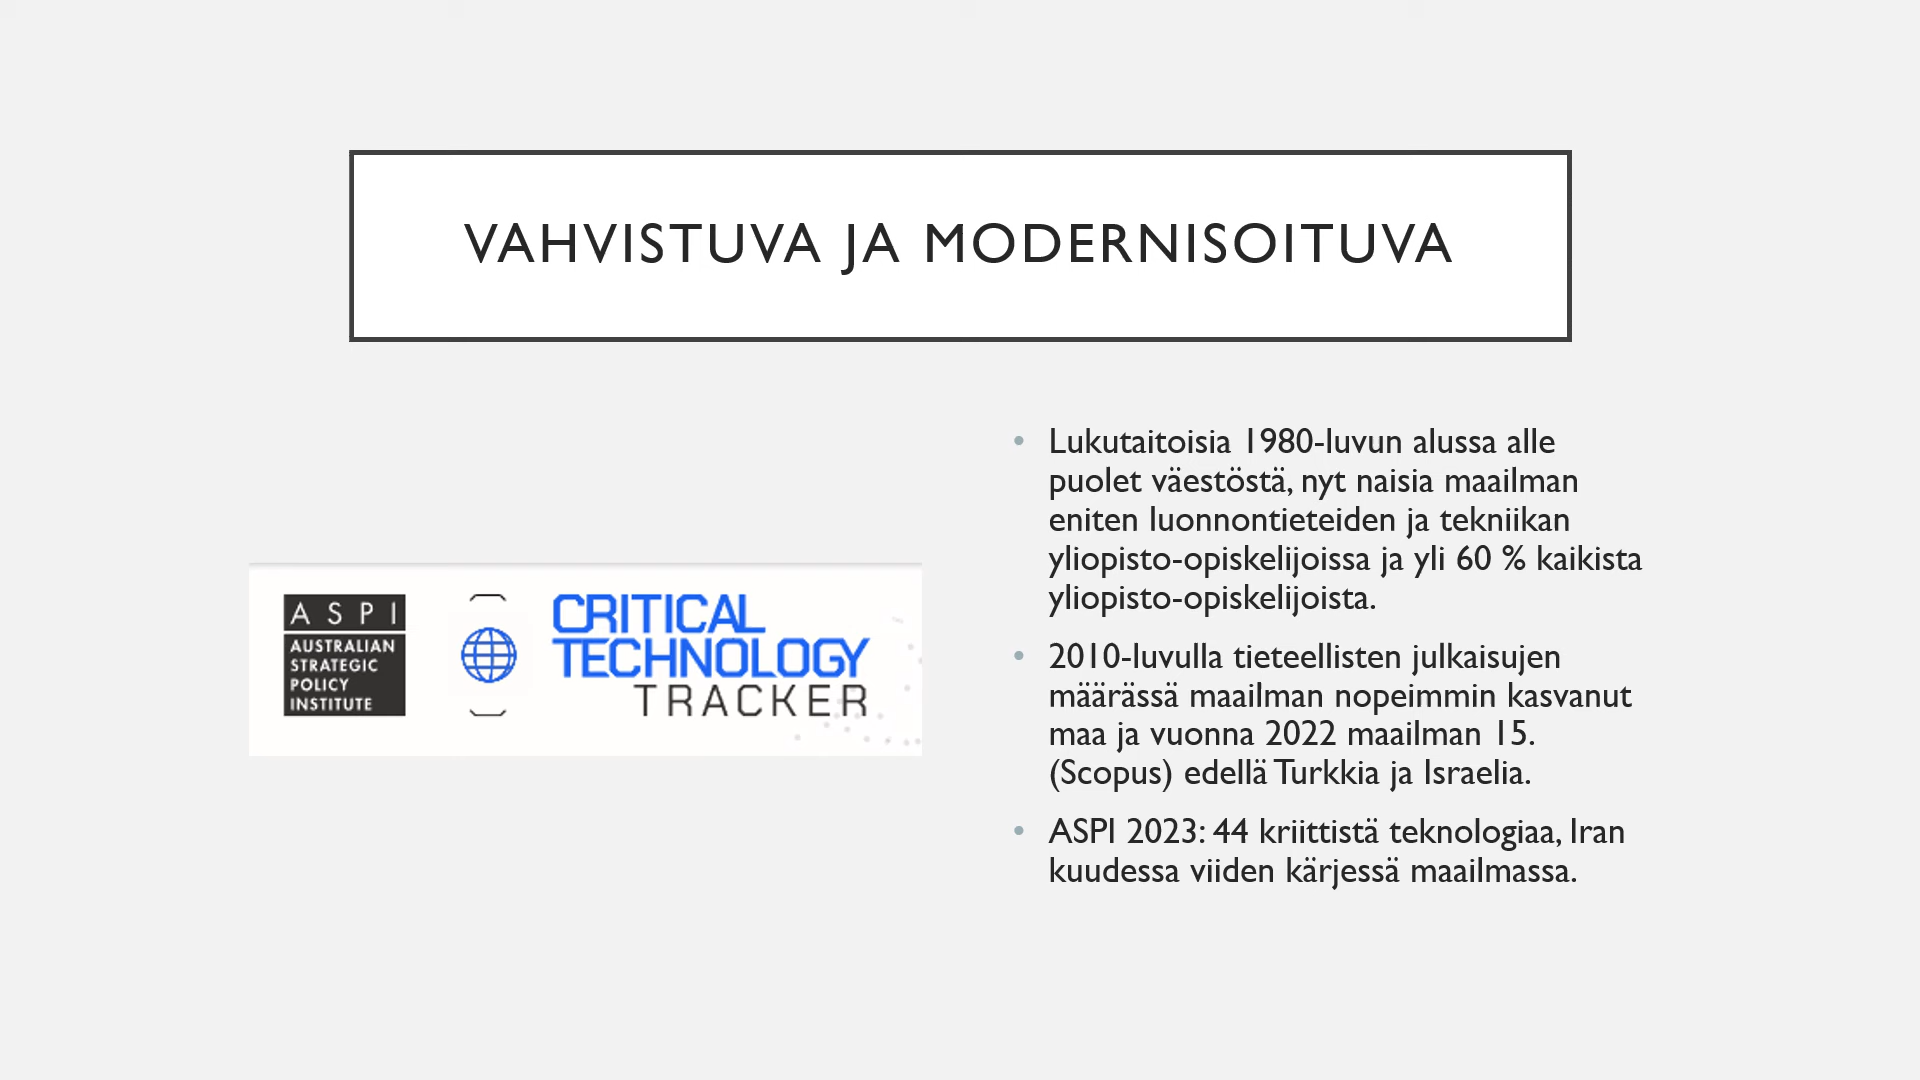 VAHVISTUVA JA MODERNISOITUVA
ASPI
AUSTRALIAN
STRATEGIC
POLICY
INSTITUTE
CRITICAL
TECHNOLOGY
TRACKER
• Lukutaitoisia 1980-luvun alussa alle
puolet väestöstä, nyt naisia maailman
eniten luonnontieteiden ja tekniikan
yliopisto-opiskelijoissa ja yli 60 % kaikista
yliopisto-opiskelijoista.
• 2010-luvulla tieteellisten julkaisujen
määrässä maailman nopeimmin kasvanut
maa ja vuonna 2022 maailman 15.
(Scopus) edellä Turkkia ja Israelia.
• ASPI 2023: 44 kriittistä teknologiaa, Iran
kuudessa viiden kärjessä maailmassa.